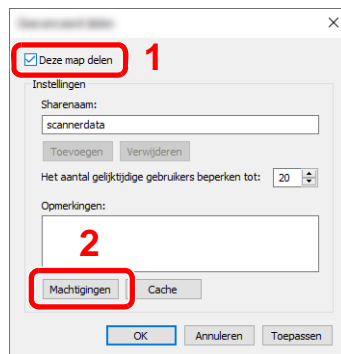 1
Deze map delen
Instellingen
Sharenaam:
scannerdata
Toevoegen Verwijderen
Het aantal gelijktijdige gebruikers beperken tot: 20
Opmerkingen:
2
Machtigingen Cache
OK Annuleren Toepassen